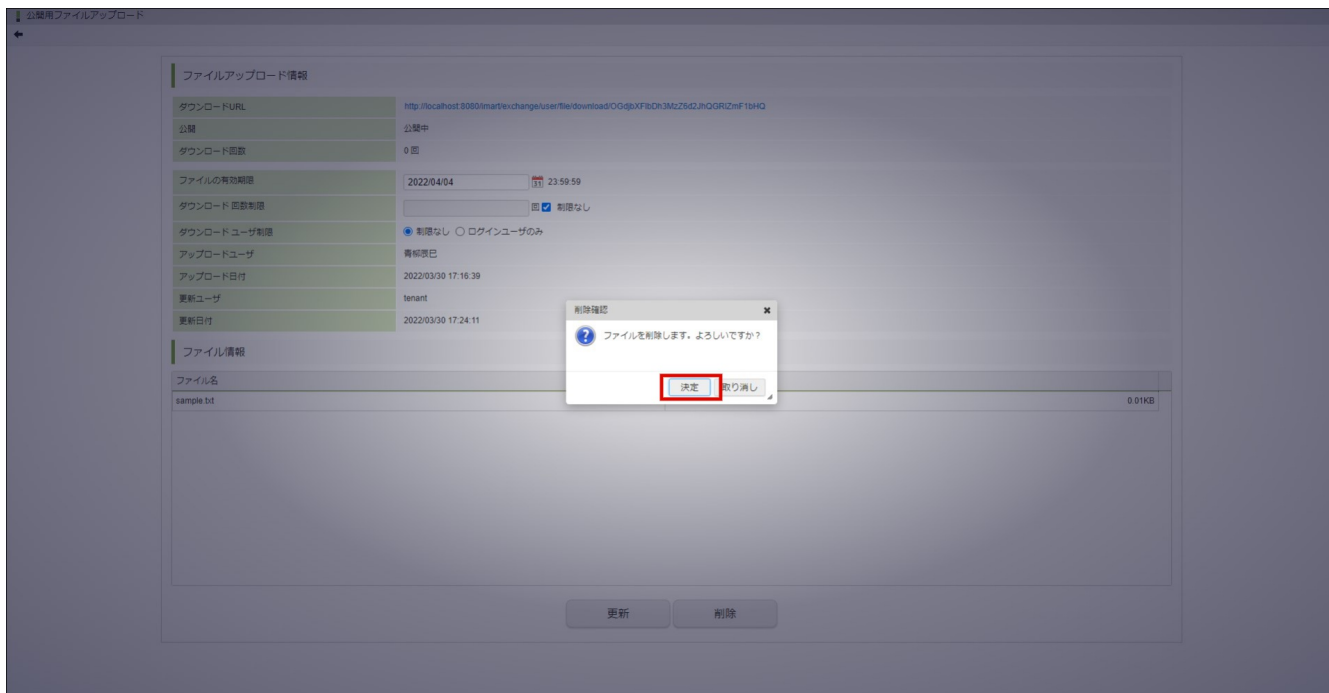 公開用ファイルアップロード
ファイルアップロード情報
ダウンロードURL
公開 公開中
ダウンロード回数 0 回
ファイルの有効期限 2022/04/04 31 23:59:59
ダウンロード 回数制限 回 制限なし
ダウンロード ユーザ制限 制限なし ログインユーザのみ
アップロードユーザ 青柳辰巳
アップロード日付 2022/03/30 17:16:39
更新ユーザ tenant
更新日付 2022/03/30 17:24:11
削除確認
ファイルを削除します。よろしいですか？
決定 取り消し
ファイル情報
ファイル名
sample.txt 0.01KB
更新 削除